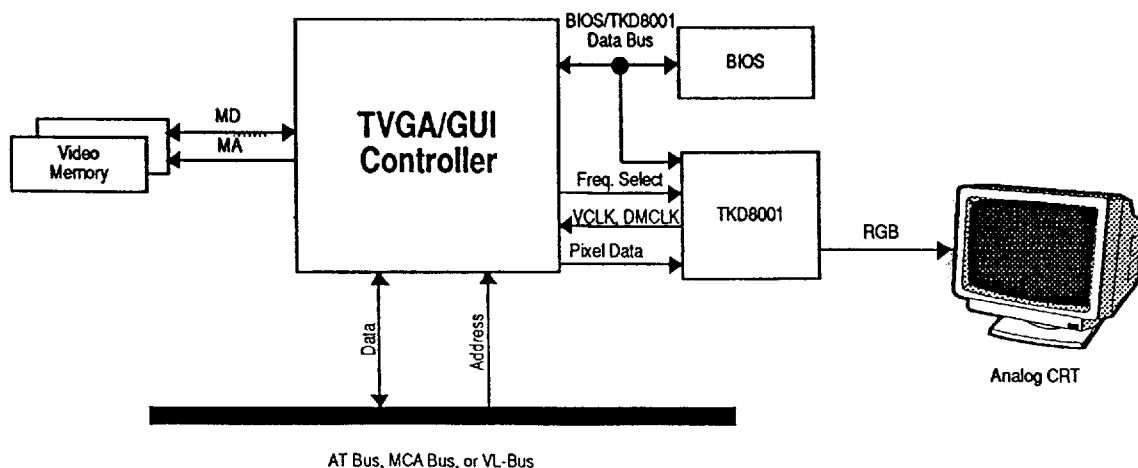 BIOS/TKD8001
Data Bus
BIOS
TVGA/GUI
Controller
MD
MA
Video
Memory
Freq. Select
VCLK, DMCLK
Pixel Data
TKD8001
RGB
Data
Address
Analog CRT
AT Bus, MCA Bus, or VL-Bus